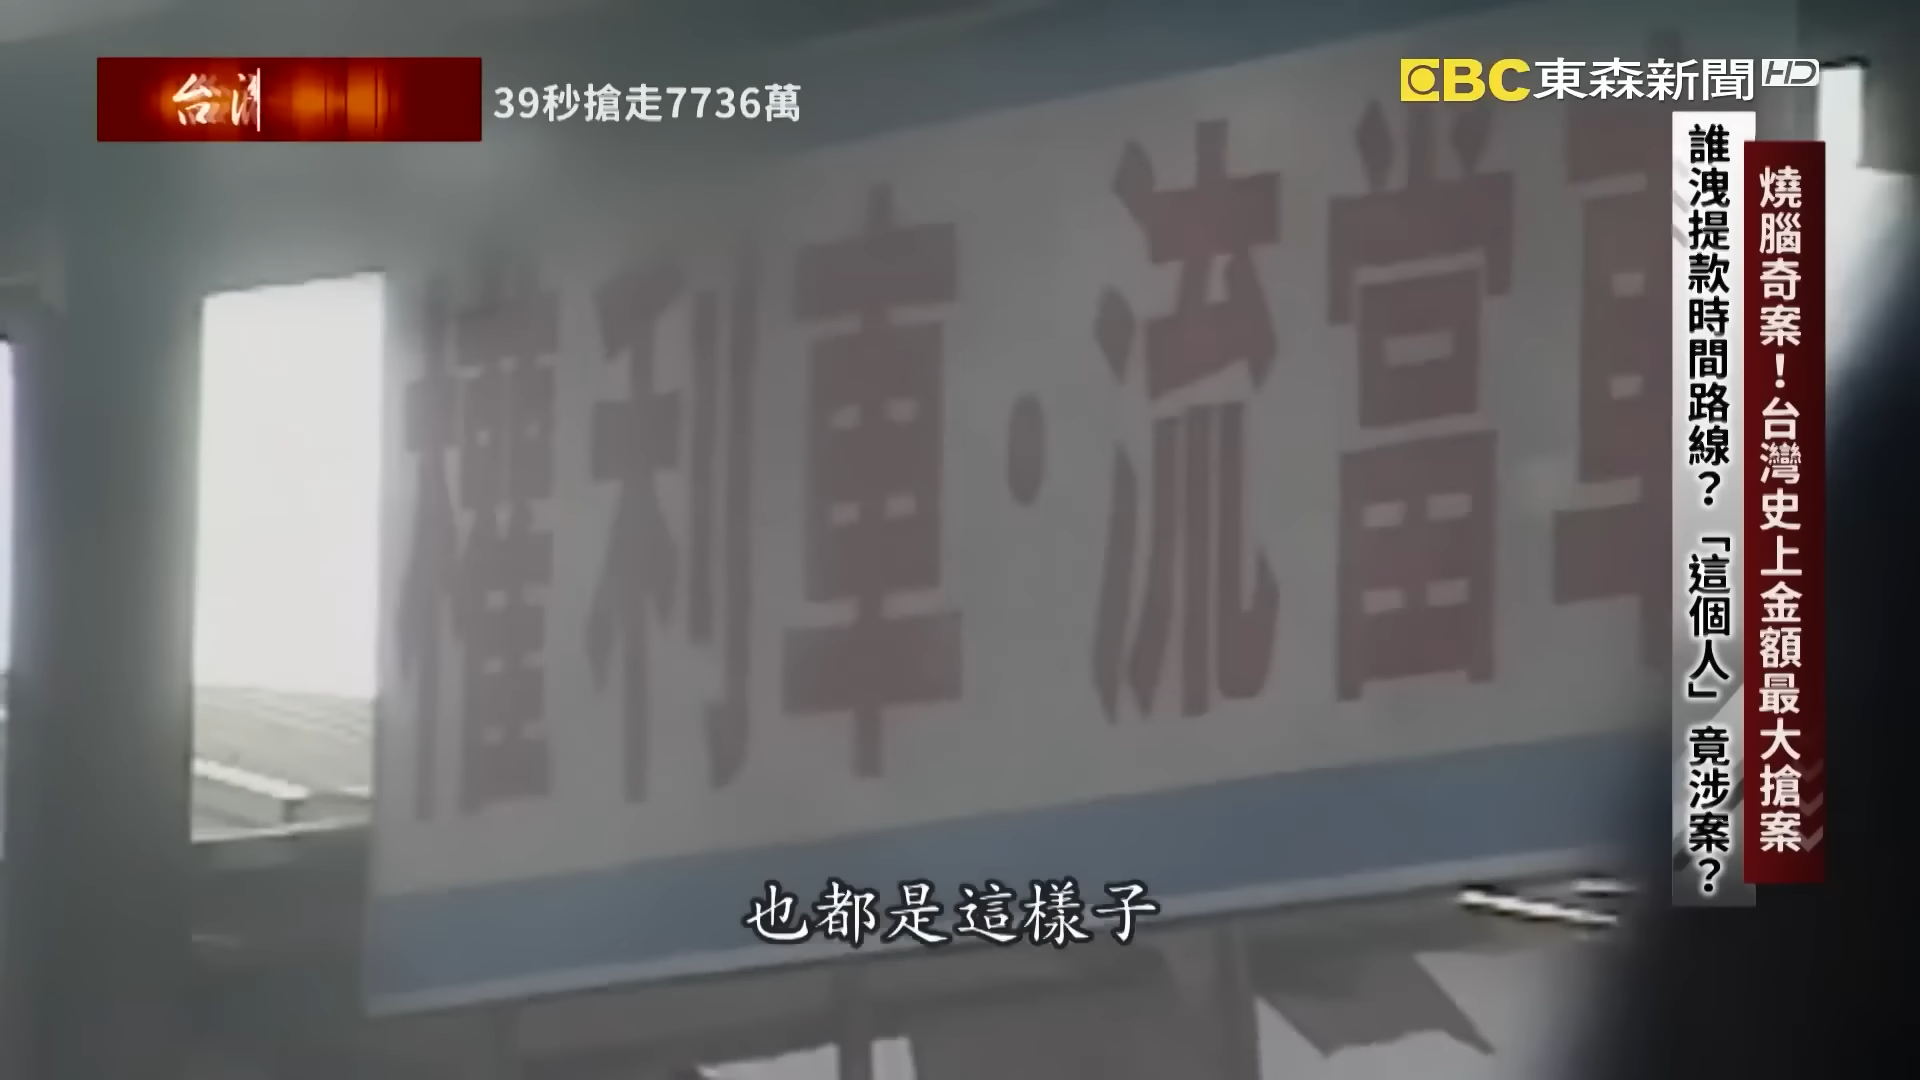 台
39秒搶走7736萬
EBC東森新聞HD
燒腦奇案！台灣史上金額最大搶案
誰洩提款時間路線？「這個人」竟涉案？
權利車·流當車
也都是這樣子